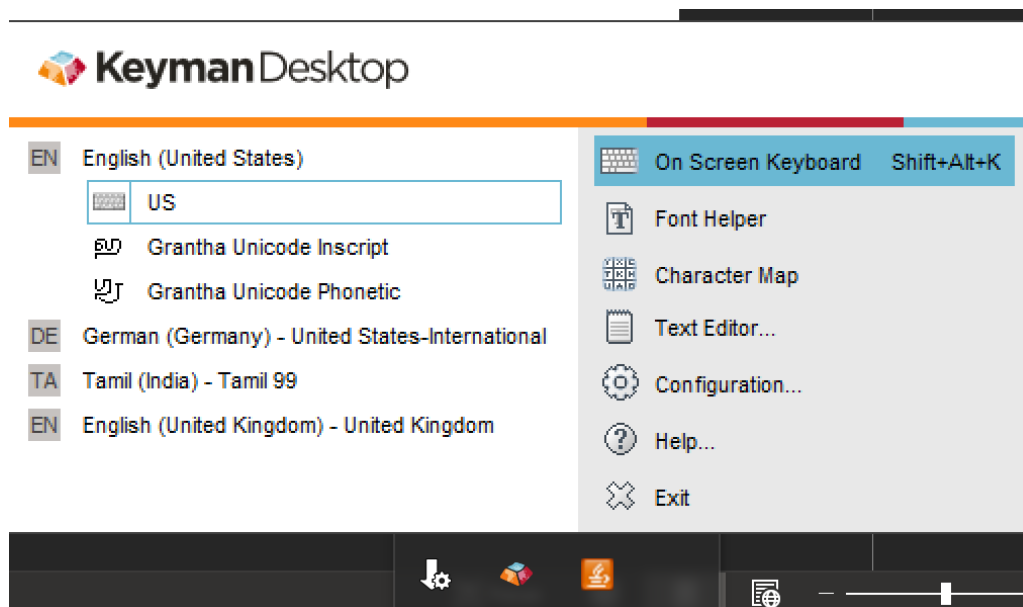 Keyman Desktop
EN English (United States)
US
Grantha Unicode Inscript
Grantha Unicode Phonetic
DE German (Germany) - United States-International
TA Tamil (India) - Tamil 99
EN English (United Kingdom) - United Kingdom
On Screen Keyboard Shift+Alt+K
Font Helper
Character Map
Text Editor...
Configuration...
Help...
Exit